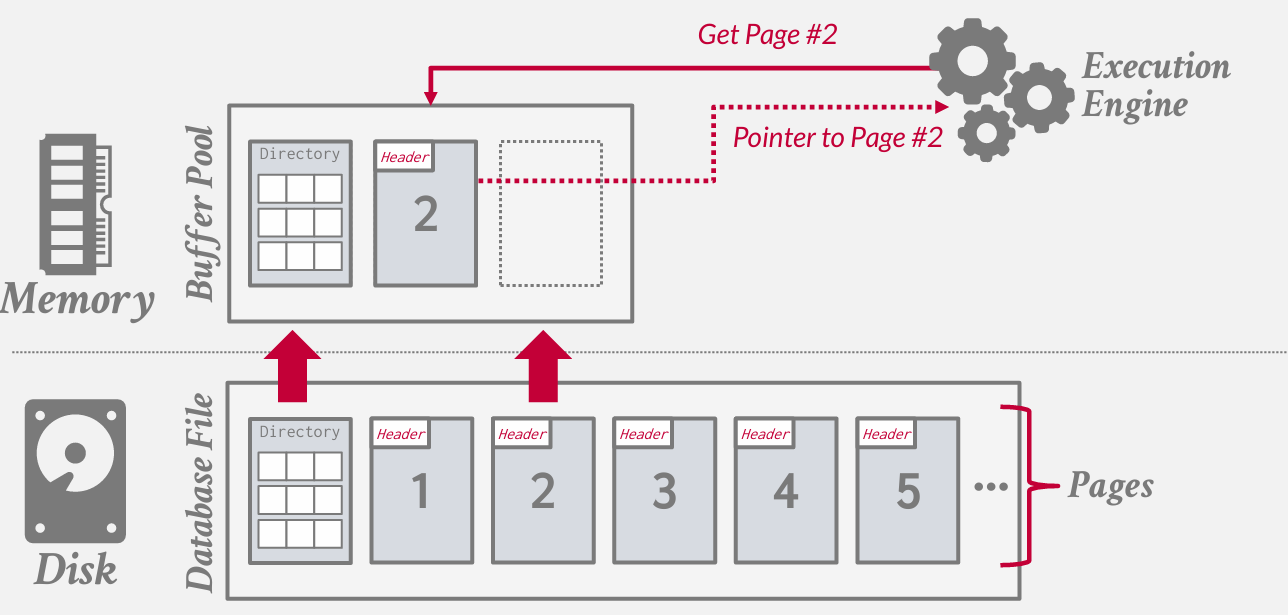 Get Page #2
Execution
Engine
Pointer to Page #2
Buffer Pool
Directory
Header
2
Memory
Database File
Directory
Header
1
Header
2
Header
3
Header
4
Header
5
...
Pages
Disk